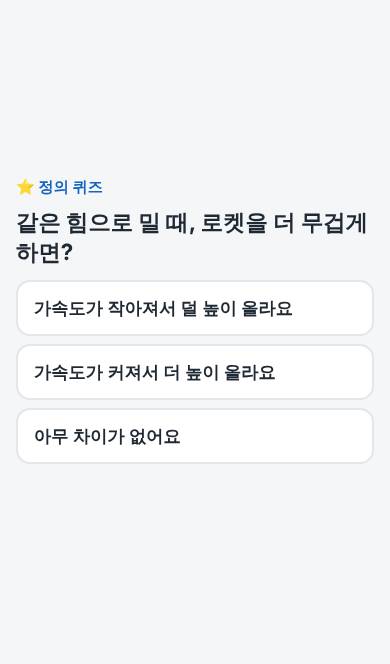 ⭐ 정의 퀴즈
같은 힘으로 밀 때, 로켓을 더 무겁게
하면?
가속도가 작아져서 덜 높이 올라요
가속도가 커져서 더 높이 올라요
아무 차이가 없어요